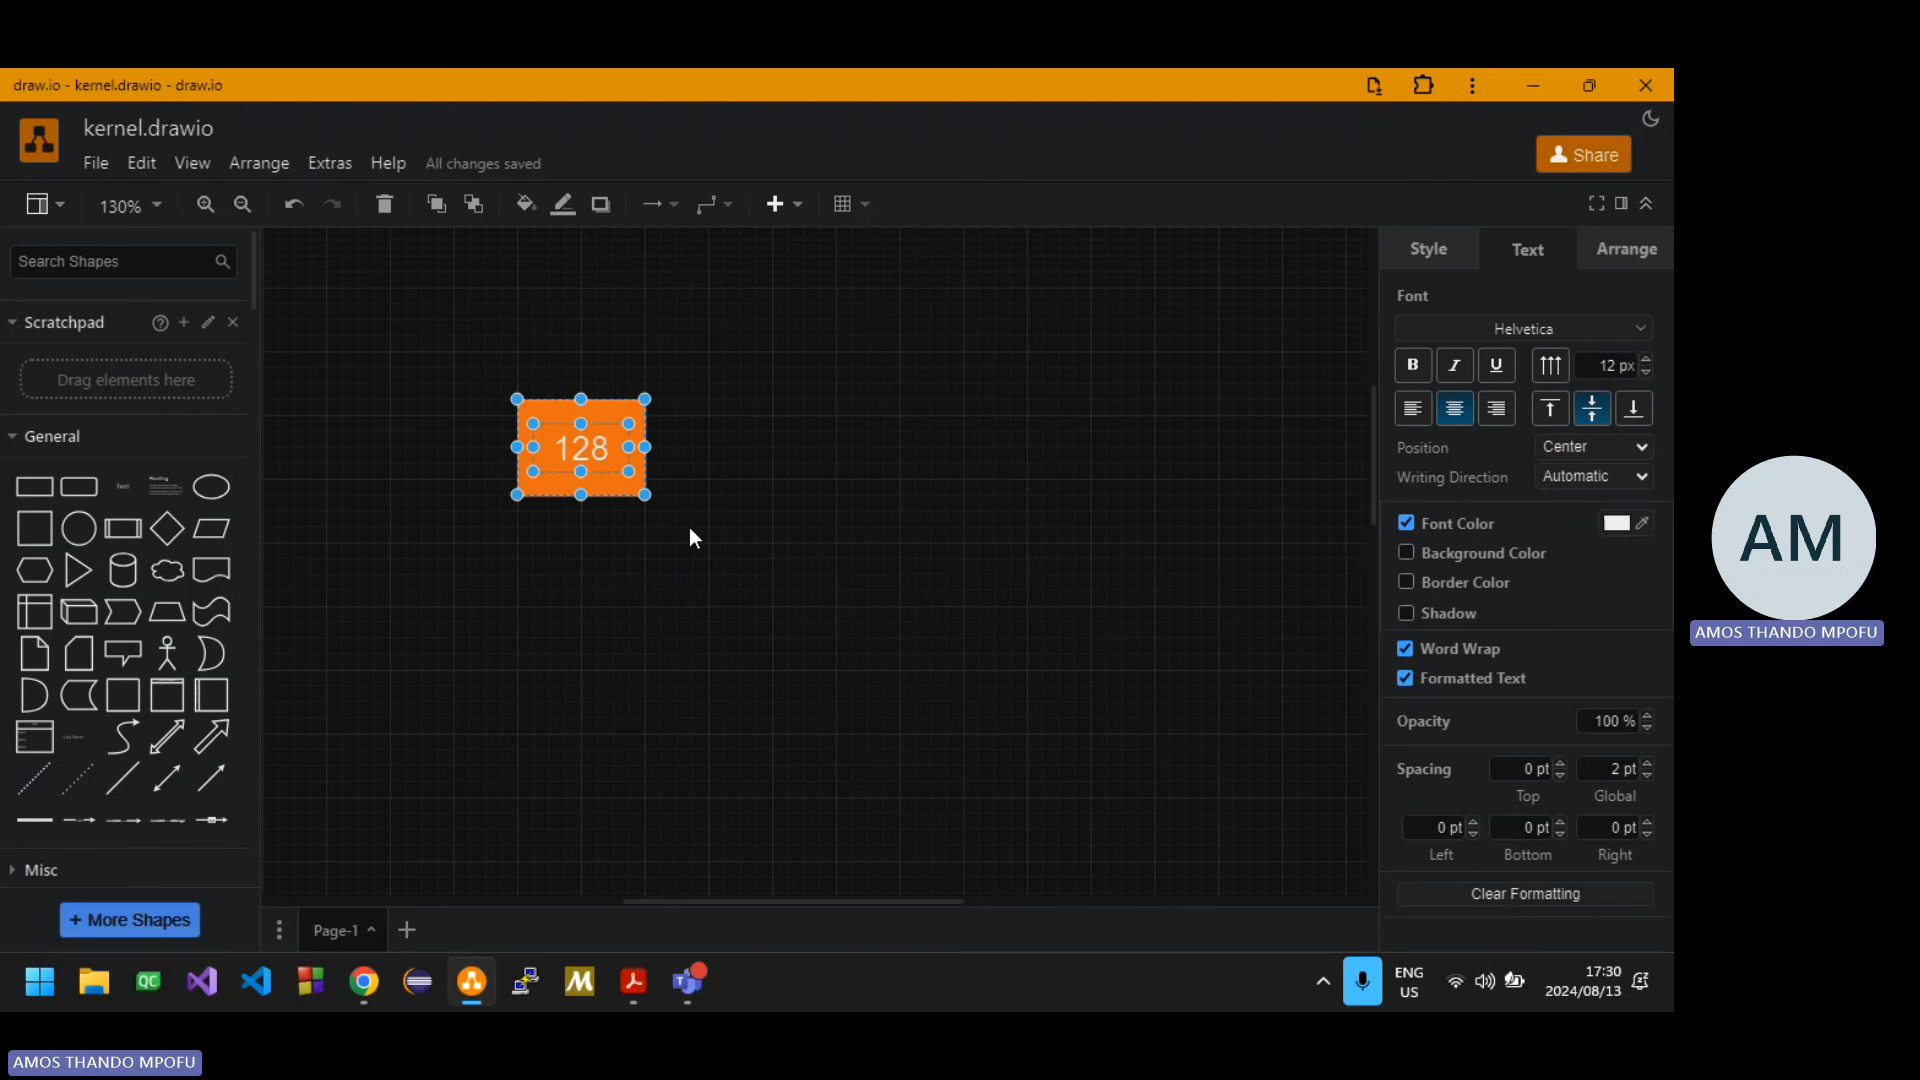 draw.io - kernel.drawio - draw.io
kernel.drawio
File Edit View Arrange Extras Help All changes saved
Share
130%
Search Shapes
Style Text Arrange
Font
Scratchpad
Helvetica
B I U 12 px
Drag elements here
General
128
Position Center
Writing Direction Automatic
Text
Heading
Font Color
Background Color
Border Color
Shadow
Word Wrap
Formatted Text
Opacity 100 %
Spacing 0 pt 2 pt
Top Global
0 pt 0 pt 0 pt
Left Bottom Right
Misc
Clear Formatting
+ More Shapes
Page-1
QC
M
ENG
US
17:30
2024/08/13
AM
AMOS THANDO MPOFU
AMOS THANDO MPOFU